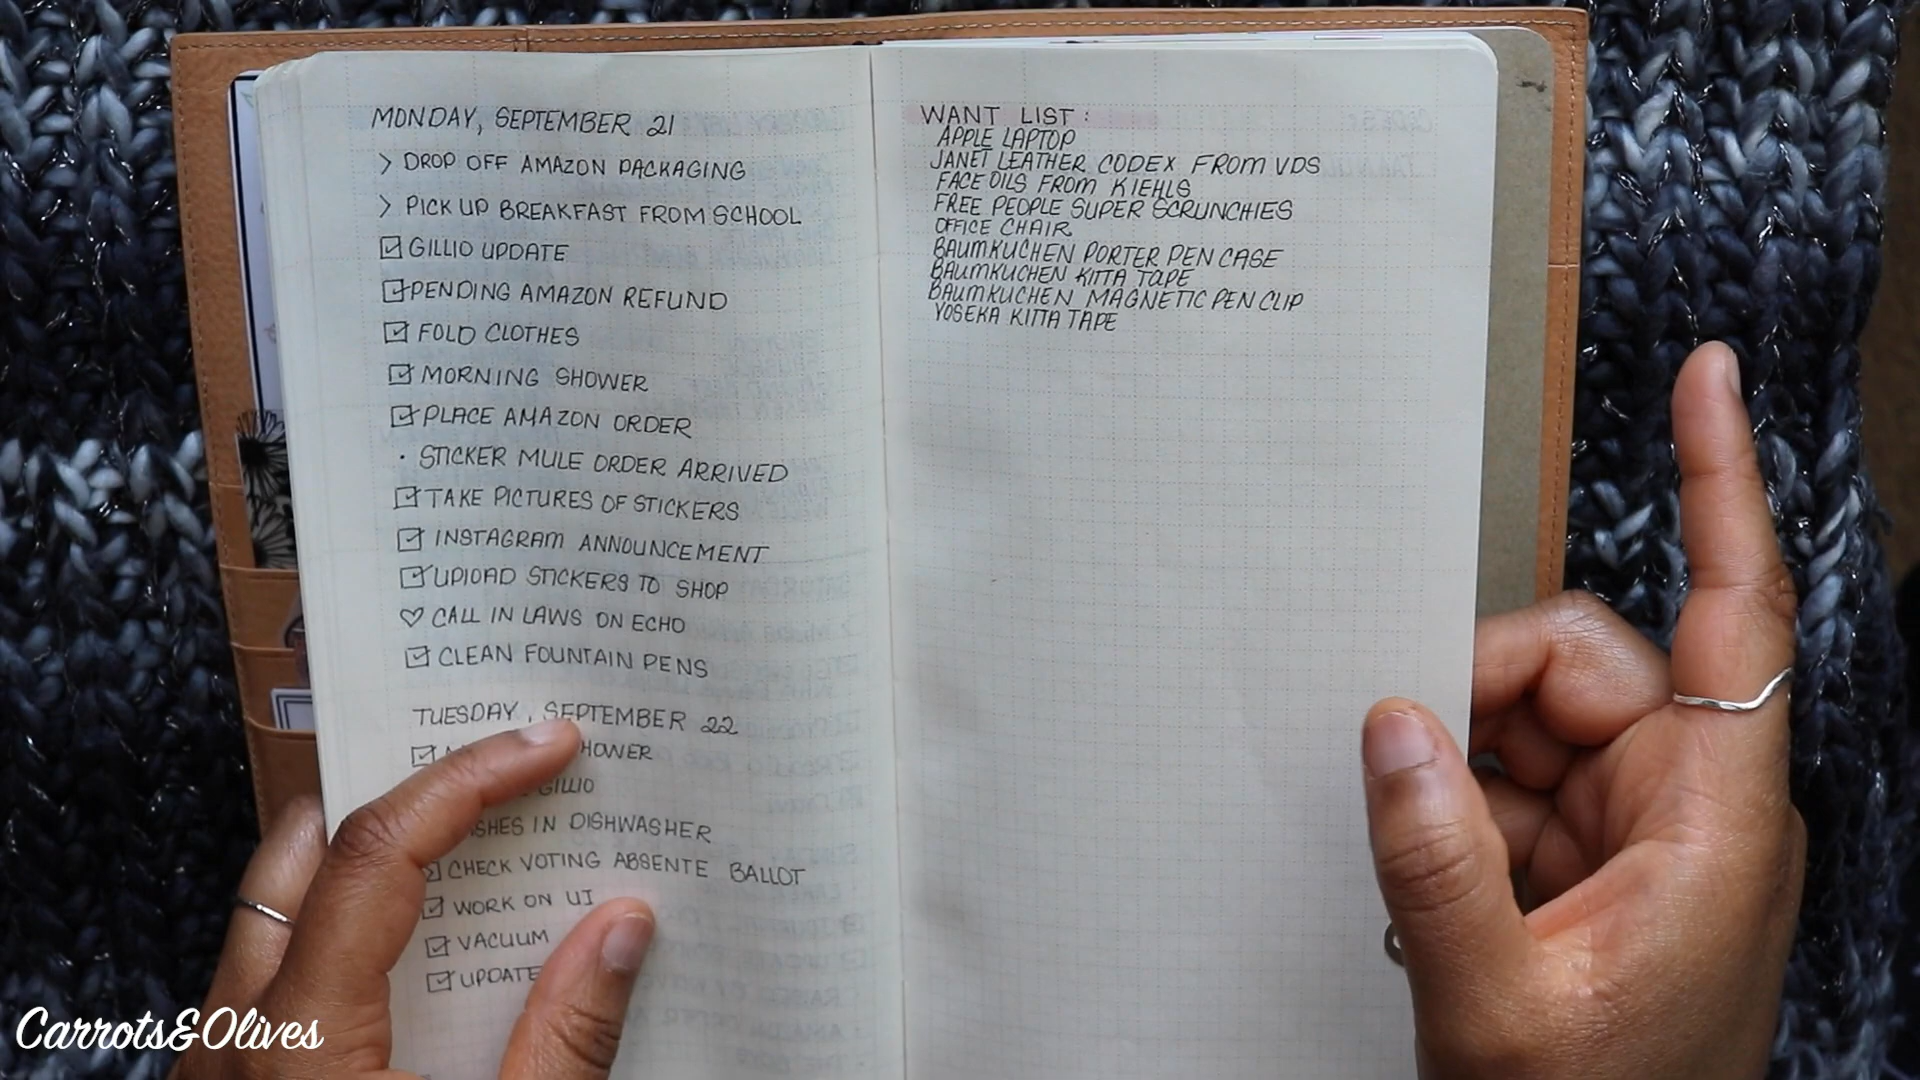 MONDAY, SEPTEMBER 21
> DROP OFF AMAZON PACKAGING
> PICK UP BREAKFAST FROM SCHOOL
GILLIO UPDATE
PENDING AMAZON REFUND
FOLD CLOTHES
MORNING SHOWER
PLACE AMAZON ORDER
· STICKER MULE ORDER ARRIVED
TAKE PICTURES OF STICKERS
INSTAGRAM ANNOUNCEMENT
UPLOAD STICKERS TO SHOP
♡ CALL IN LAWS ON ECHO
CLEAN FOUNTAIN PENS
TUESDAY, SEPTEMBER 22
HOWER
GILLIO
SHES IN DISHWASHER
CHECK VOTING ABSENTE BALLOT
WORK ON UI
VACUUM
UPDATE
WANT LIST:
APPLE LAPTOP
JANET LEATHER CODEX FROM VDS
FACE OILS FROM KIEHLS
FREE PEOPLE SUPER SCRUNCHIES
OFFICE CHAIR
BAUMKUCHEN PORTER PEN CASE
BAUMKUCHEN KITTA TAPE
BAUMKUCHEN MAGNETIC PEN CLIP
YOSEKA KITTA TAPE
Carrots&Olives